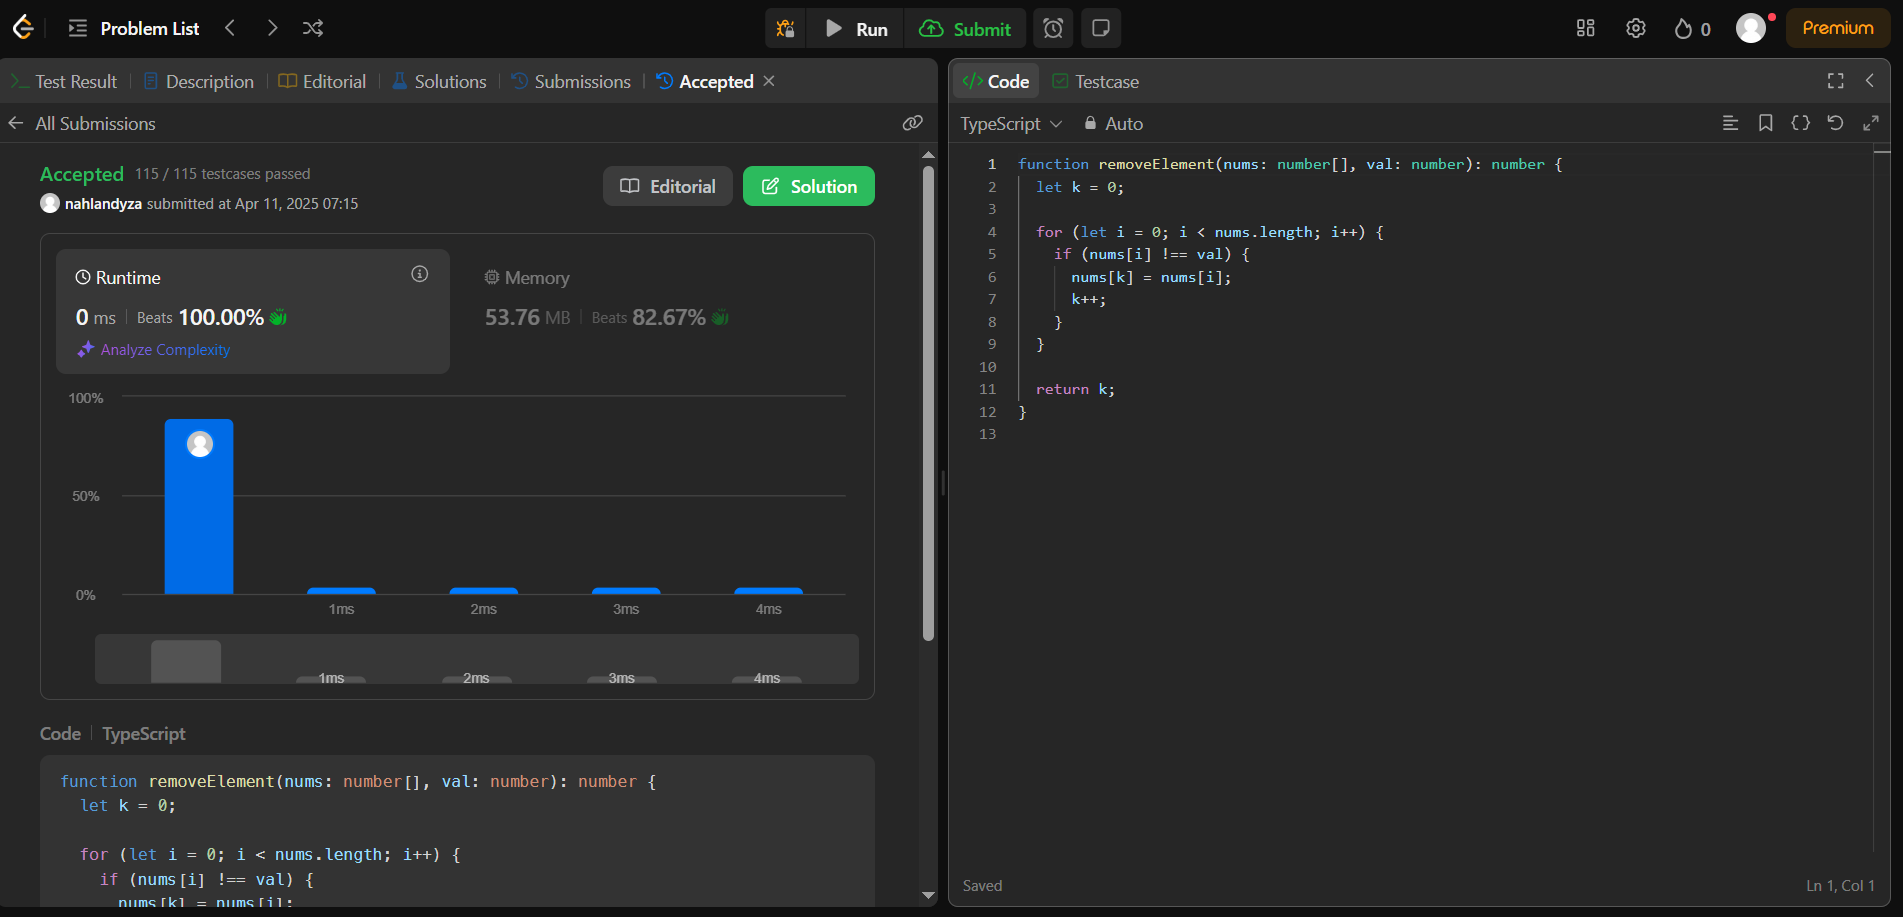 Problem List
Run
Submit
0
Premium
Test Result
Description
Editorial
Solutions
Submissions
Accepted
All Submissions
Accepted 115 / 115 testcases passed
nahlandyza submitted at Apr 11, 2025 07:15
Editorial
Solution
Runtime
0 ms | Beats 100.00%
Analyze Complexity
Memory
53.76 MB | Beats 82.67%
100%
50%
0%
1ms 2ms 3ms 4ms
1ms 2ms 3ms 4ms
Code | TypeScript
function removeElement(nums: number[], val: number): number {
  let k = 0;
  for (let i = 0; i < nums.length; i++) {
    if (nums[i] !== val) {
      nums[k] = nums[i];
Code
Testcase
TypeScript
Auto
1 function removeElement(nums: number[], val: number): number {
2   let k = 0;
3
4   for (let i = 0; i < nums.length; i++) {
5     if (nums[i] !== val) {
6       nums[k] = nums[i];
7       k++;
8     }
9   }
10
11   return k;
12 }
13
Saved
Ln 1, Col 1